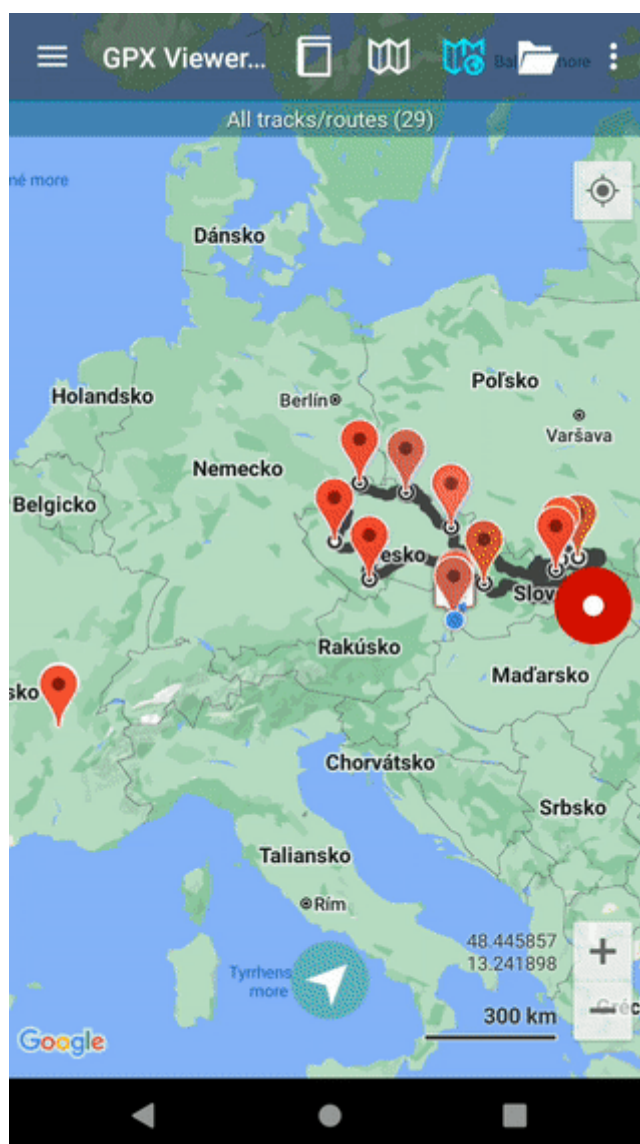 GPX Viewer...
All tracks/routes (29)
né more
Dánsko
Holandsko
Berlín
Poľsko
Varšava
Nemecko
Belgicko
esko
Slov
Rakúsko
Maďarsko
sko
Chorvátsko
Srbsko
Taliansko
Rím
48.445857
13.241898
Tyrrhens
more
300 km
Gréc
Google